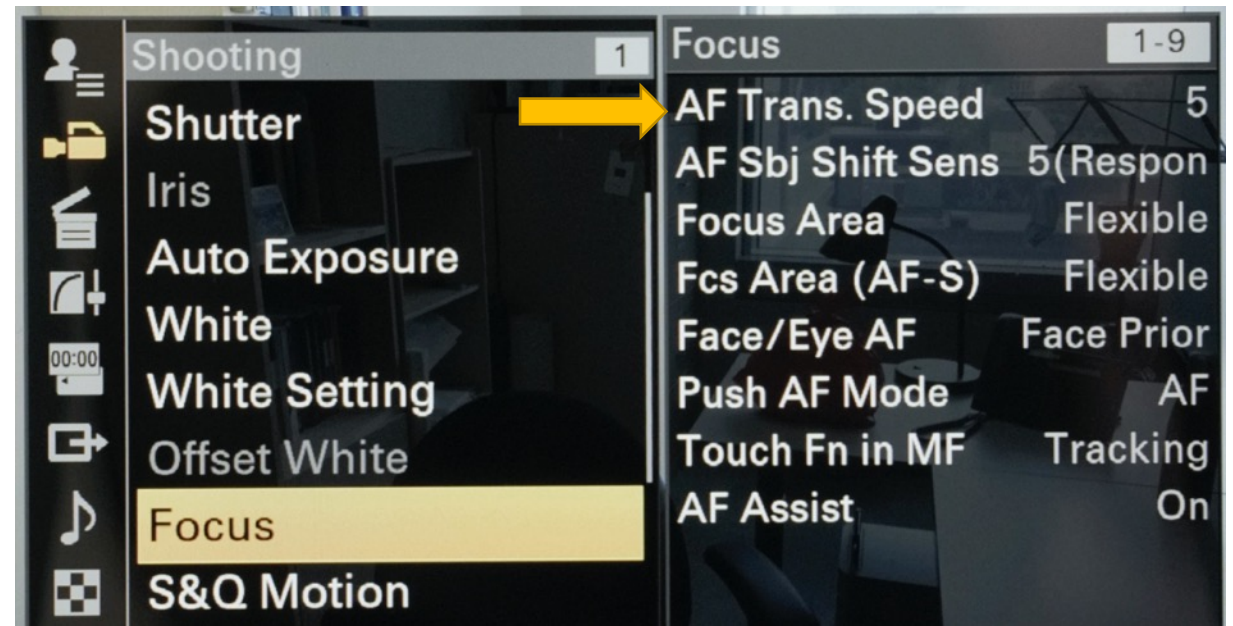 Shooting 1
Shutter
Iris
Auto Exposure
White
White Setting
Offset White
Focus
S&Q Motion
00:00
Focus 1-9
AF Trans. Speed 5
AF Sbj Shift Sens 5(Respon
Focus Area Flexible
Fcs Area (AF-S) Flexible
Face/Eye AF Face Prior
Push AF Mode AF
Touch Fn in MF Tracking
AF Assist On